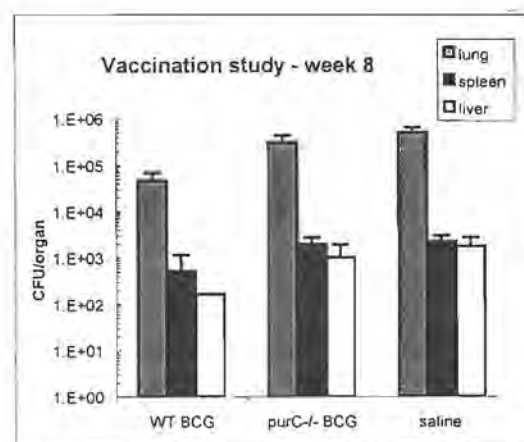 Vaccination study - week 8
lung
spleen
liver
CFU/organ
1.E+06
1.E+05
1.E+04
1.E+03
1.E+02
1.E+01
1.E+00
WT BCG
purC-/- BCG
saline